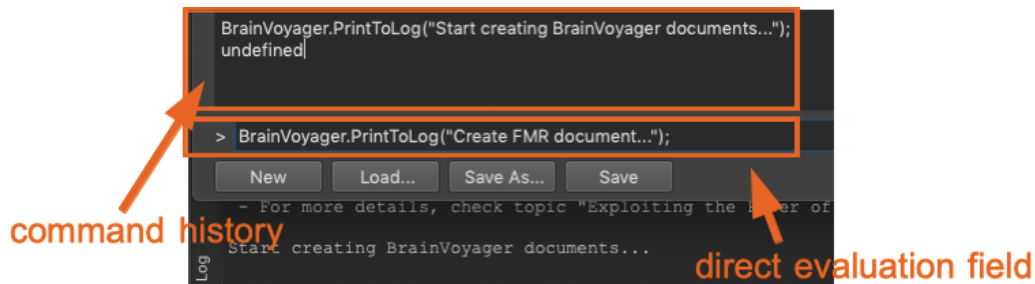 BrainVoyager.PrintToLog("Start creating BrainVoyager documents...");
undefined
> BrainVoyager.PrintToLog("Create FMR document...");
New Load... Save As... Save
- For more details, check topic "Exploiting the of
command history
Start creating BrainVoyager documents...
Log
direct evaluation field